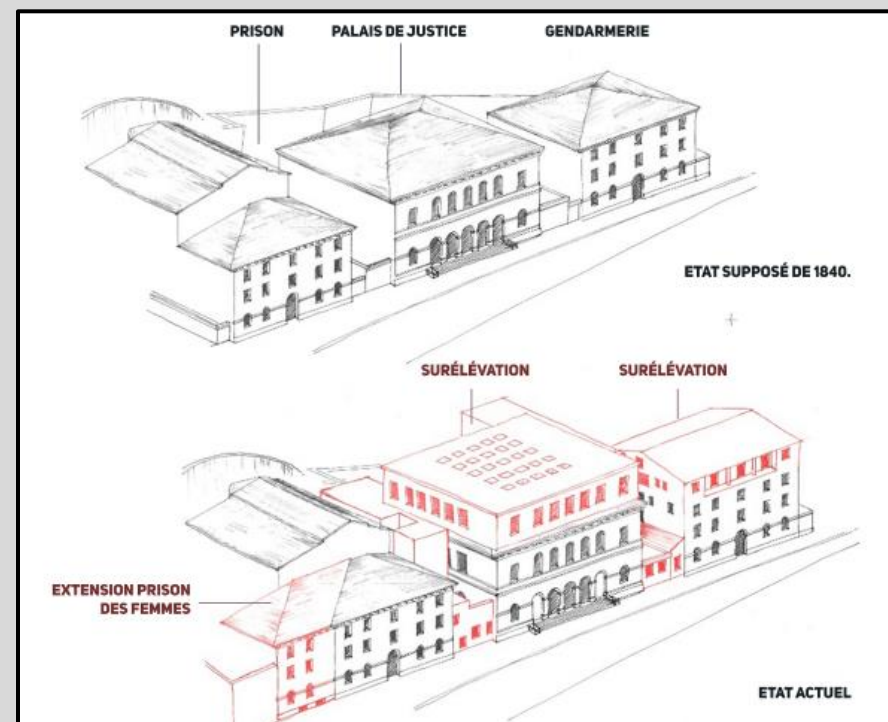 PRISON
PALAIS DE JUSTICE
GENDARMERIE
ETAT SUPPOSÉ DE 1840.
SURÉLÉVATION
SURÉLÉVATION
EXTENSION PRISON
DES FEMMES
ETAT ACTUEL